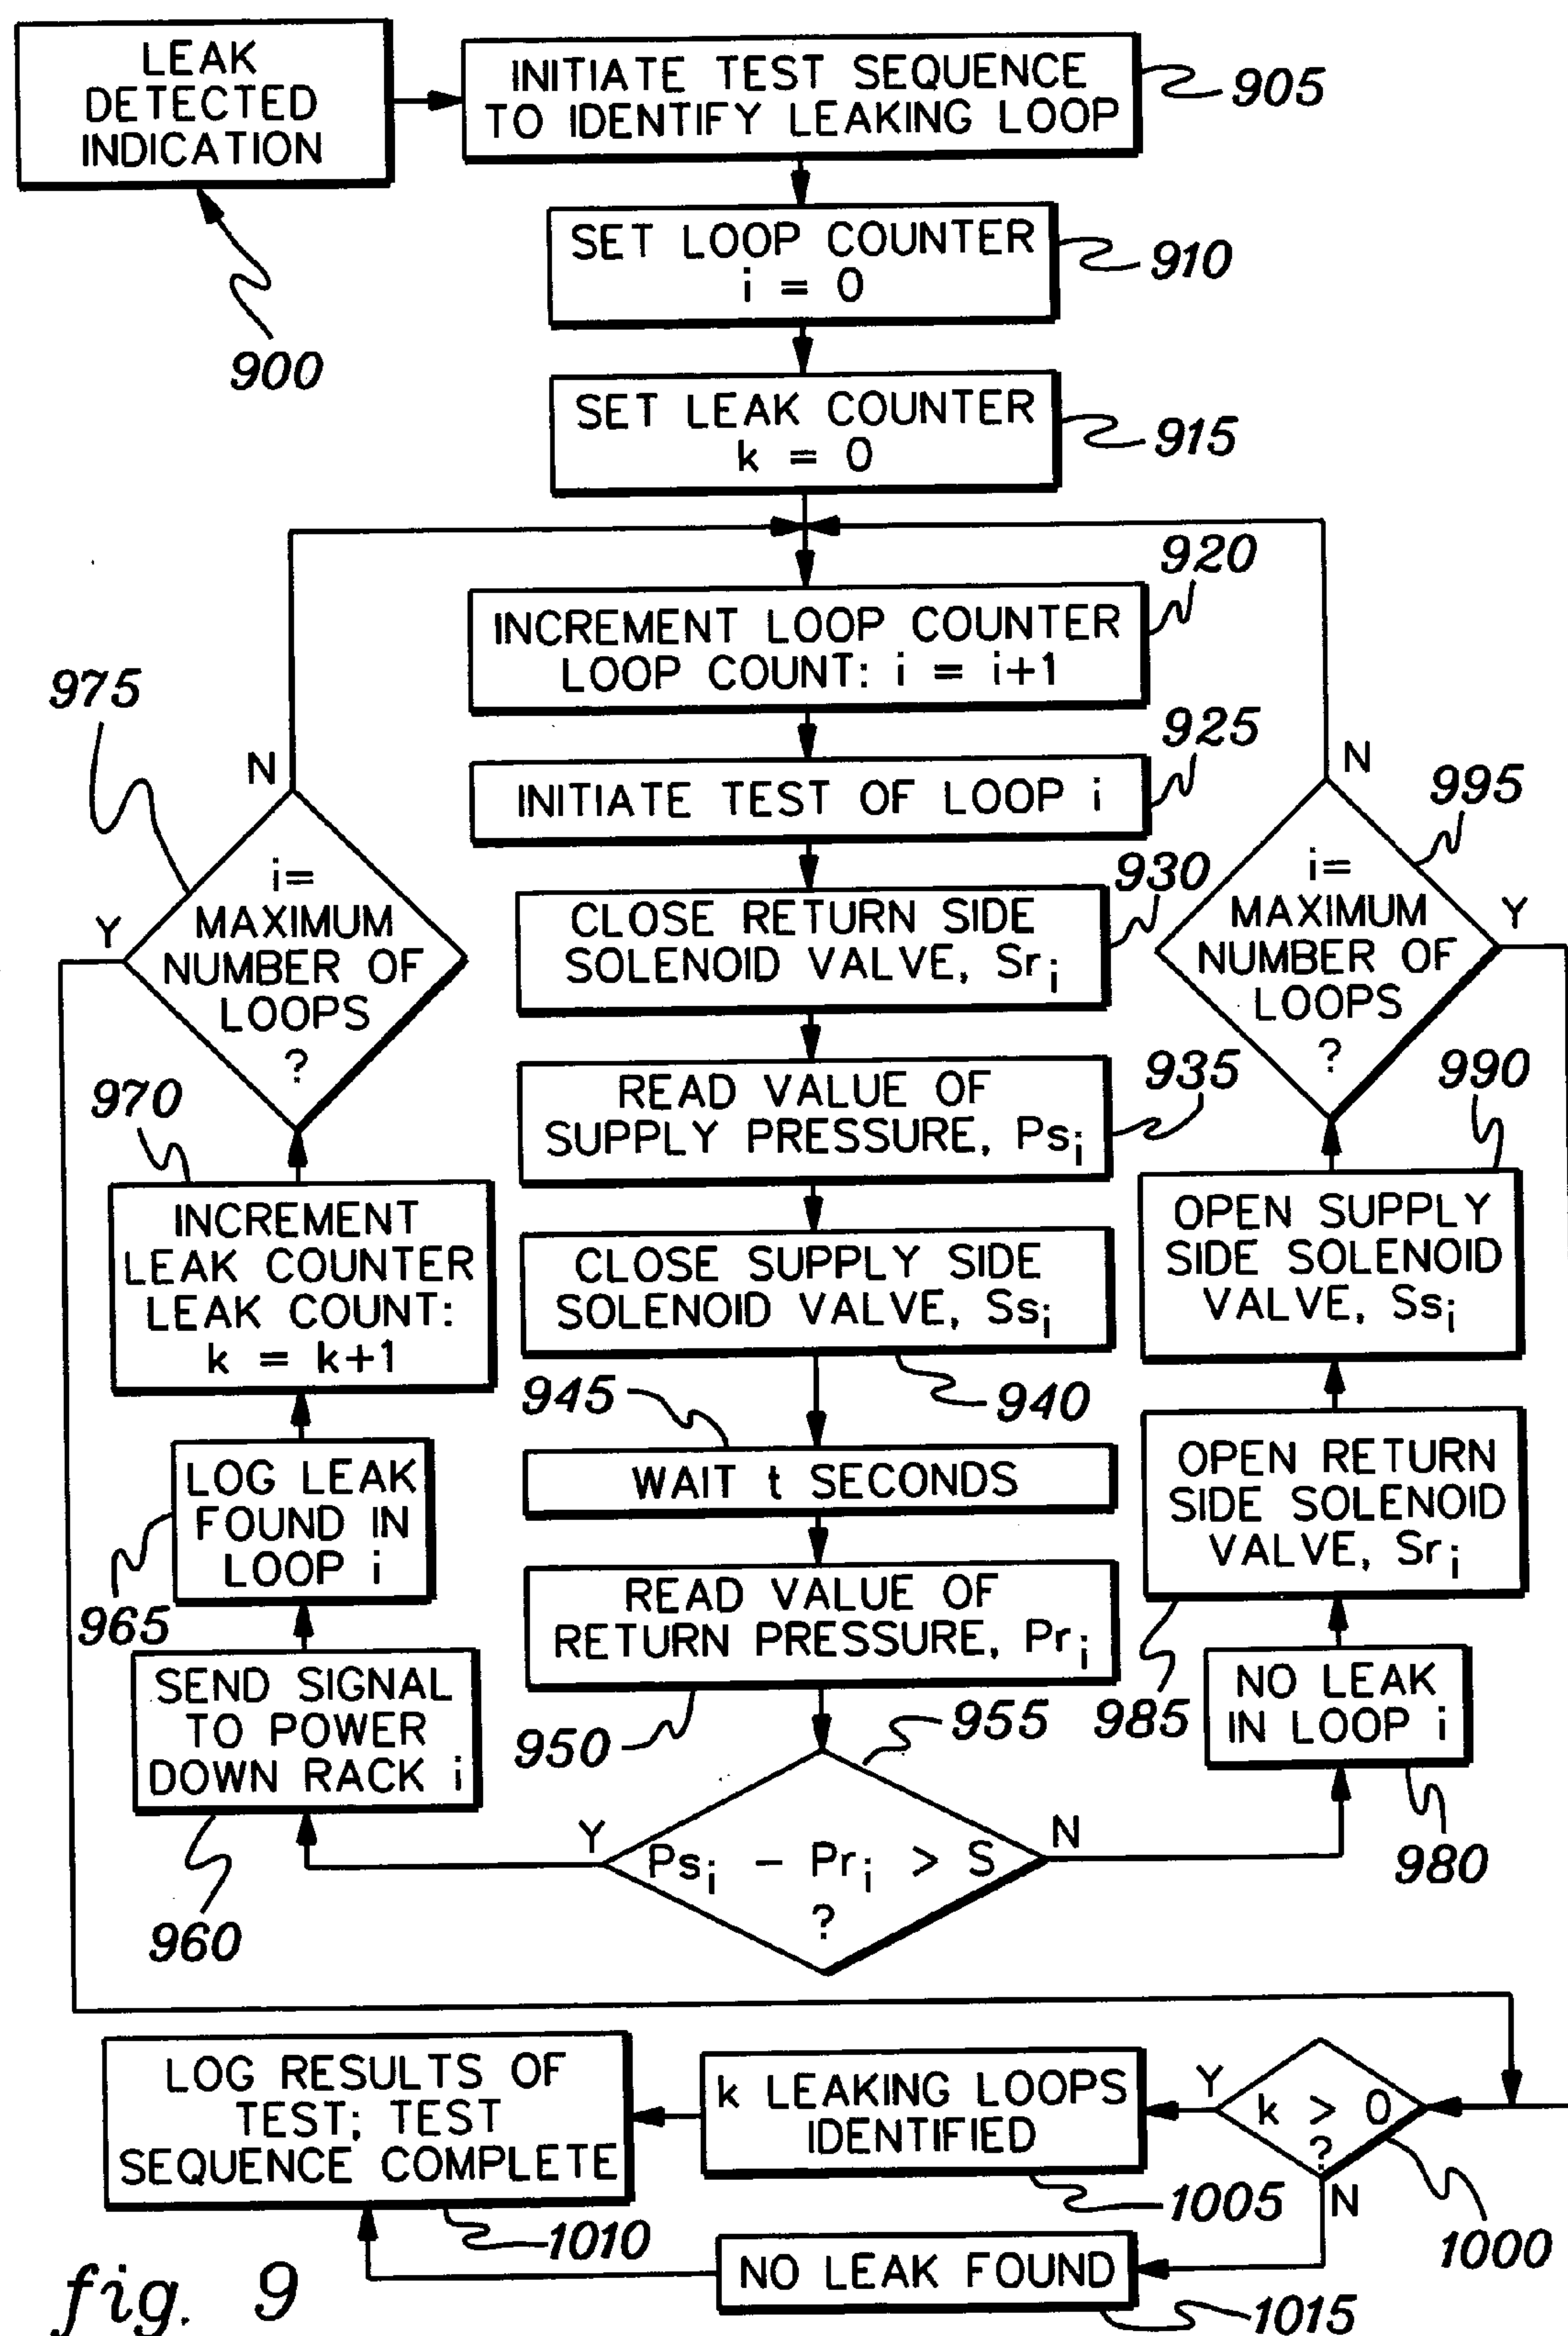 LEAK
DETECTED
INDICATION
900
INITIATE TEST SEQUENCE
TO IDENTIFY LEAKING LOOP
905
SET LOOP COUNTER
i = 0
910
SET LEAK COUNTER
k = 0
915
920
INCREMENT LOOP COUNTER
LOOP COUNT: i = i+1
925
INITIATE TEST OF LOOP i
930
CLOSE RETURN SIDE
SOLENOID VALVE, Sri
935
READ VALUE OF
SUPPLY PRESSURE, Psi
CLOSE SUPPLY SIDE
SOLENOID VALVE, Ssi
940
945
WAIT t SECONDS
READ VALUE OF
RETURN PRESSURE, Pri
950
955
Psi - Pri > S
?
Y
N
SEND SIGNAL
TO POWER
DOWN RACK i
960
LOG LEAK
FOUND IN
LOOP i
965
970
INCREMENT
LEAK COUNTER
LEAK COUNT:
k = k+1
975
N
Y
i=
MAXIMUM
NUMBER OF
LOOPS
?
NO LEAK
IN LOOP i
980
OPEN RETURN
SIDE SOLENOID
VALVE, Sri
985
990
OPEN SUPPLY
SIDE SOLENOID
VALVE, Ssi
995
N
Y
i=
MAXIMUM
NUMBER OF
LOOPS
?
k > 0
?
Y
N
1000
k LEAKING LOOPS
IDENTIFIED
1005
LOG RESULTS OF
TEST; TEST
SEQUENCE COMPLETE
1010
NO LEAK FOUND
1015
fig. 9